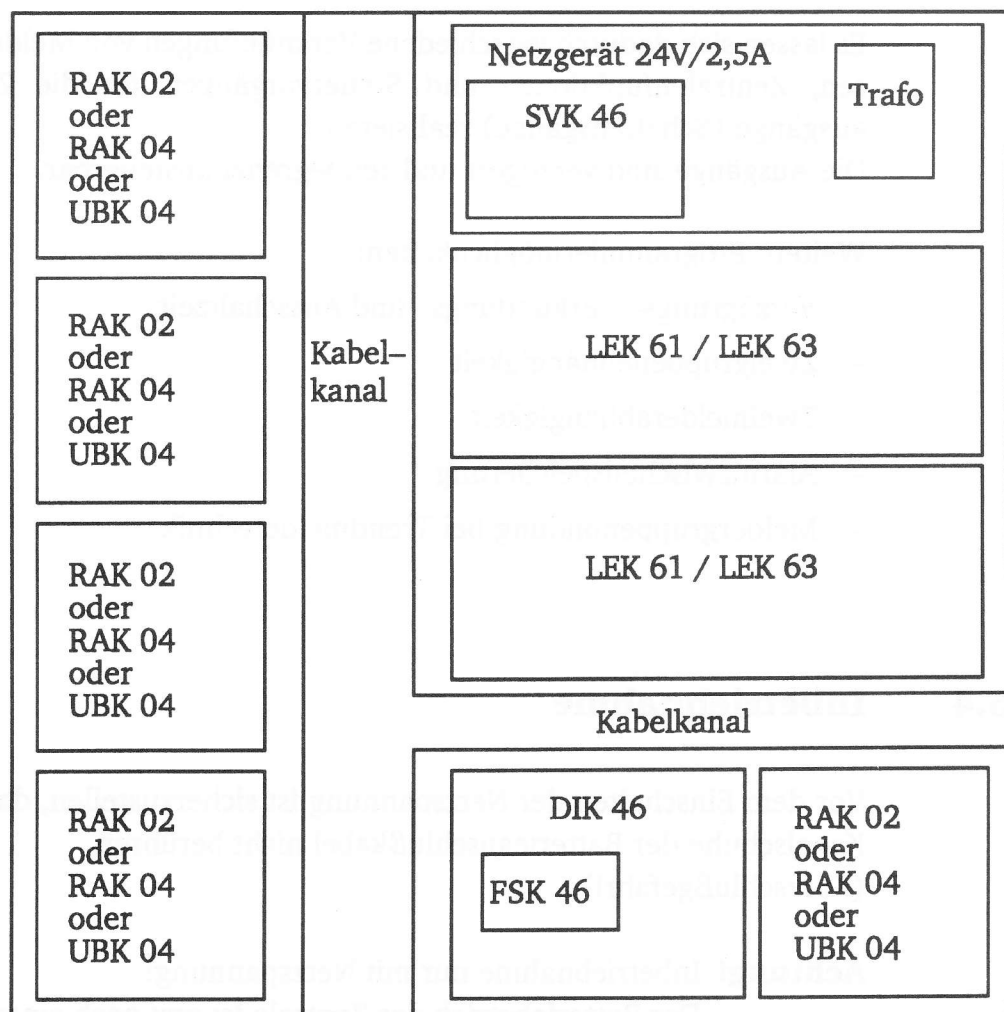 RAK 02
oder
RAK 04
oder
UBK 04
RAK 02
oder
RAK 04
oder
UBK 04
RAK 02
oder
RAK 04
oder
UBK 04
RAK 02
oder
RAK 04
oder
UBK 04
Kabel–
kanal
Netzgerät 24V/2,5A
SVK 46
Trafo
LEK 61 / LEK 63
LEK 61 / LEK 63
Kabelkanal
DIK 46
FSK 46
RAK 02
oder
RAK 04
oder
UBK 04